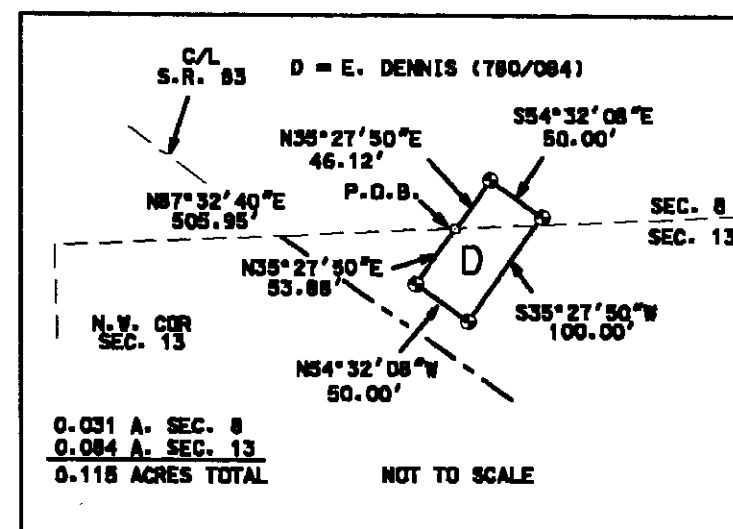 C/L
S.R. 83
D = E. DENNIS (780/084)
S54°32'08"E
50.00'
N35°27'50"E
46.12'
P.O.B.
N87°32'40"E
505.95'
SEC. 8
SEC. 13
D
N35°27'50"E
53.88'
N.W. COR
SEC. 13
S35°27'50"W
100.00'
N54°32'08"W
50.00'
0.031 A. SEC. 8
0.084 A. SEC. 13
0.115 ACRES TOTAL
NOT TO SCALE